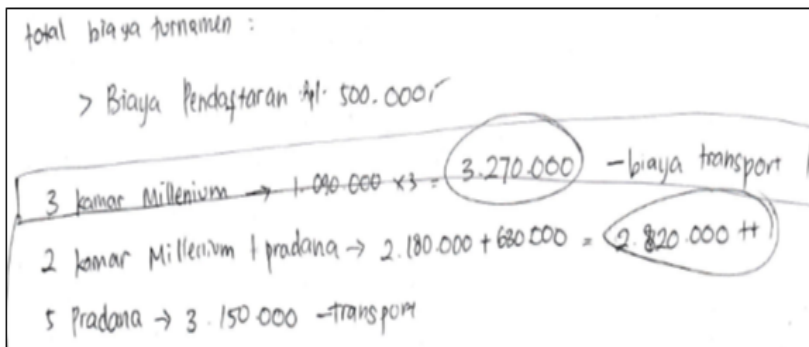 total biaya turnamen :
> Biaya Pendaftaran Rp. 500.000,-
3 kamar Millenium → 1.090.000 x3 = 3.270.000 - biaya transport
2 kamar Millenium + pradana → 2.180.000 + 680.000 = 2.820.000 ++
5 Pradana → 3.150.000 - transport